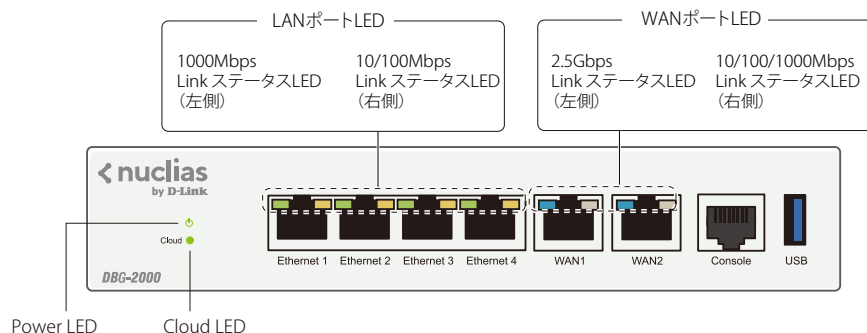 LANポートLED
1000Mbps
Link ステータスLED
(左側)
10/100Mbps
Link ステータスLED
(右側)
WANポートLED
2.5Gbps
Link ステータスLED
(左側)
10/100/1000Mbps
Link ステータスLED
(右側)
nuclias
by D-Link
Cloud
Ethernet 1 Ethernet 2 Ethernet 3 Ethernet 4 WAN1 WAN2 Console USB
DBG-2000
Power LED
Cloud LED